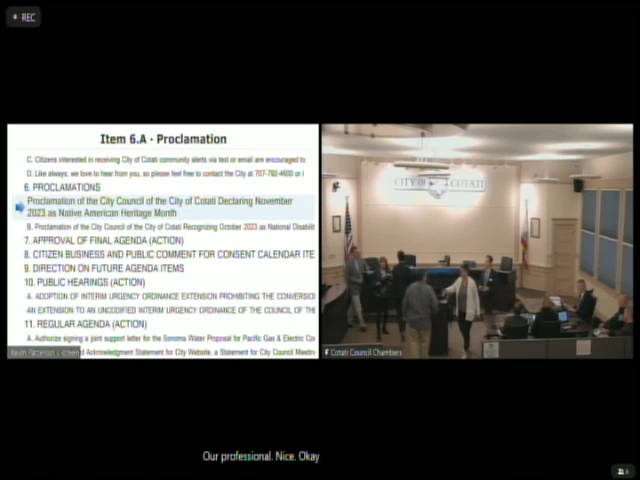 REC
Item 6.A · Proclamation
C. Citizens interested in receiving City of Cotati community alerts via text or email are encouraged to
D. Like always, we love to hear from you, so please feel free to contact the City at 707-792-4600 or i
6. PROCLAMATIONS
Proclamation of the City Council of the City of Cotati Declaring November
2023 as Native American Heritage Month
B. Proclamation of the City Council of the City of Cotati Recognizing October 2023 as National Disabilit
7. APPROVAL OF FINAL AGENDA (ACTION)
8. CITIZEN BUSINESS AND PUBLIC COMMENT FOR CONSENT CALENDAR ITE
9. DIRECTION ON FUTURE AGENDA ITEMS
10. PUBLIC HEARINGS (ACTION)
A. ADOPTION OF INTERIM URGENCY ORDINANCE EXTENSION PROHIBITING THE CONVERSIO
AN EXTENSION TO AN UNCODIFIED INTERIM URGENCY ORDINANCE OF THE COUNCIL OF TH
11. REGULAR AGENDA (ACTION)
A. Authorize signing a joint support letter for the Sonoma Water Proposal for Pacific Gas & Electric Co
d Acknowledgment Statement for City Website, a Statement for City Council Meetin
CITY OF COTATI
Cotati Council Chambers
Our professional. Nice. Okay